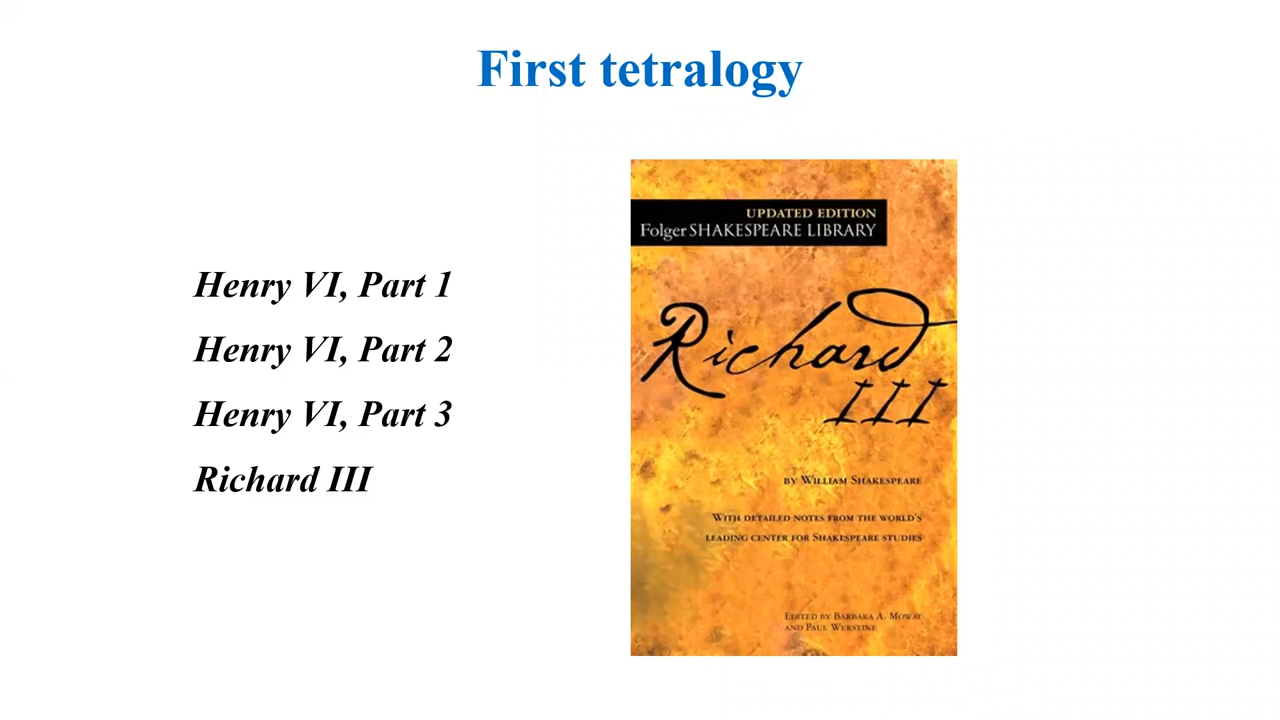 First tetralogy
Henry VI, Part 1
Henry VI, Part 2
Henry VI, Part 3
Richard III
UPDATED EDITION
Folger SHAKESPEARE LIBRARY
Richard
III
BY WILLIAM SHAKESPEARE
WITH DETAILED NOTES FROM THE WORLD'S
LEADING CENTER FOR SHAKESPEARE STUDIES
EDITED BY BARBARA A. MOWAT
AND PAUL WERSTINE